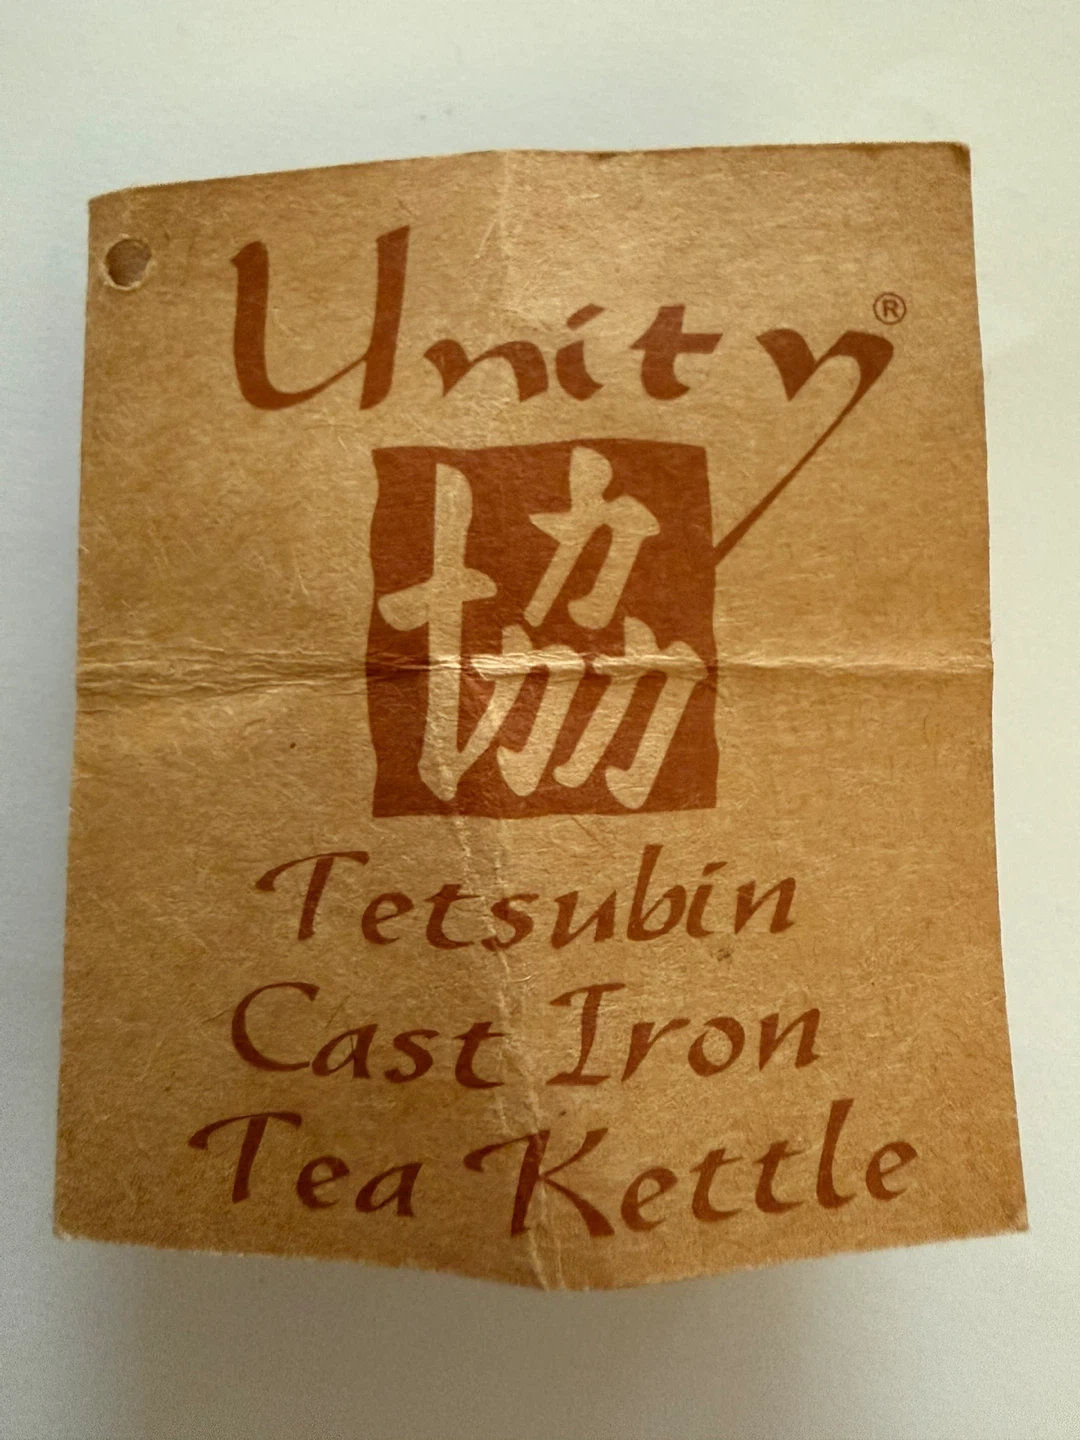 Unity®
協
Tetsubin
Cast Iron
Tea Kettle